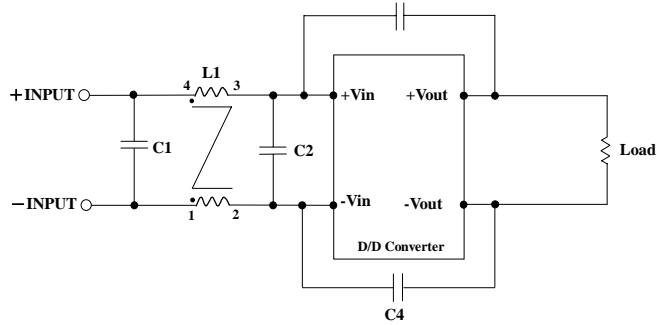 L1
4 3
+INPUT
+Vin
+Vout
C1
C2
Load
−INPUT
1 2
-Vin
-Vout
D/D Converter
C4